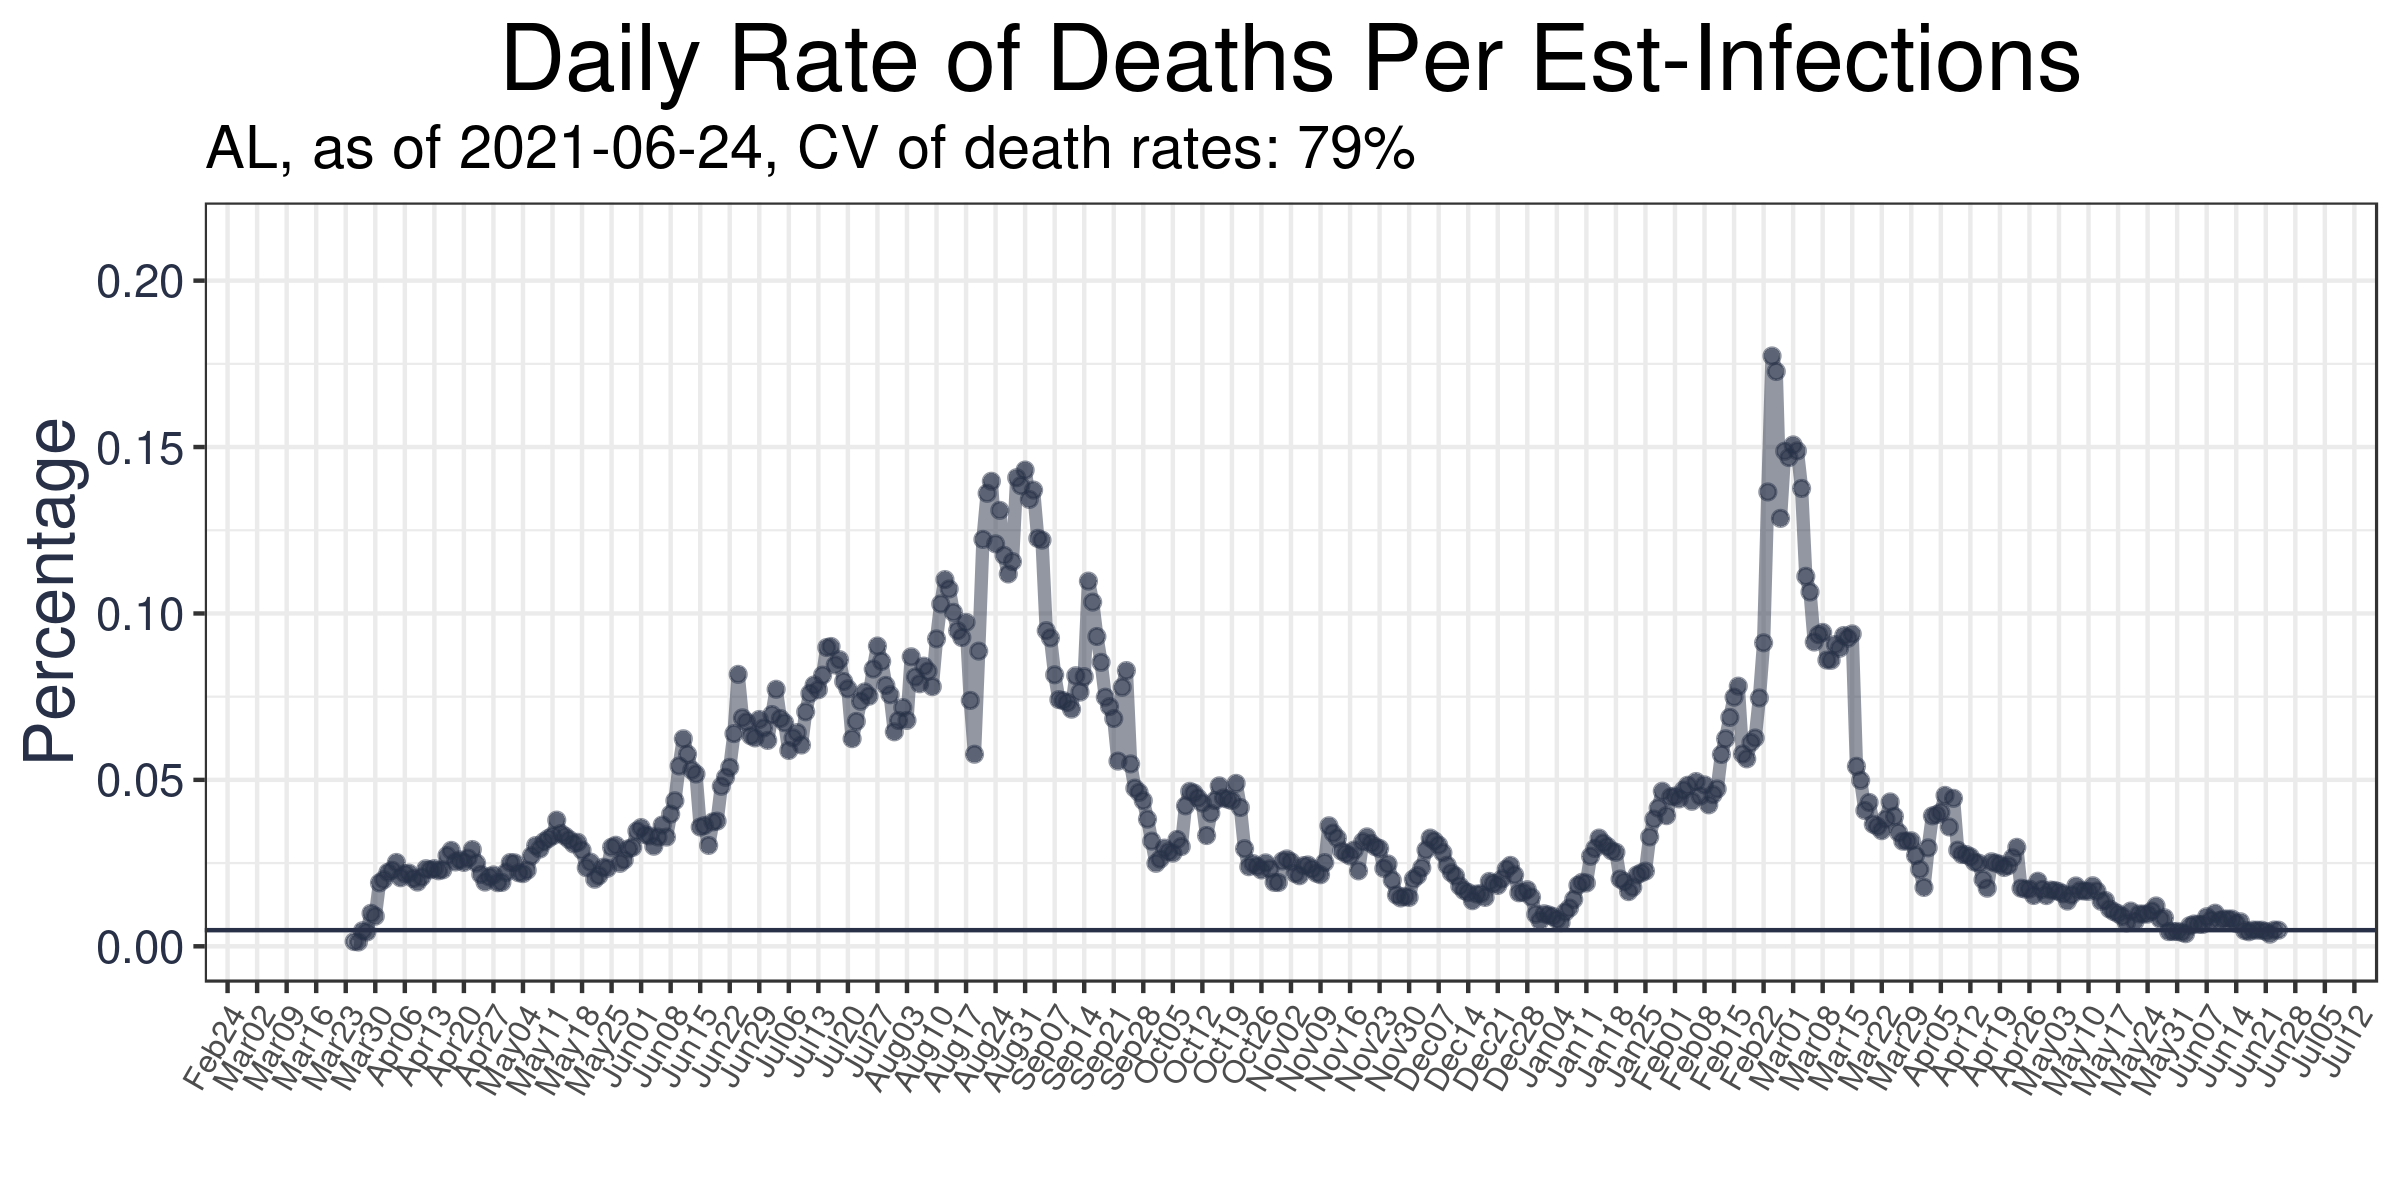 Daily Rate of Deaths Per Est-Infections
AL, as of 2021-06-24, CV of death rates: 79%
Percentage
0.20
0.15
0.10
0.05
0.00
Feb24
Mar02
Mar09
Mar16
Mar23
Mar30
Apr06
Apr13
Apr20
Apr27
May04
May11
May18
May25
Jun01
Jun08
Jun15
Jun22
Jun29
Jul06
Jul13
Jul20
Jul27
Aug03
Aug10
Aug17
Aug24
Aug31
Sep07
Sep14
Sep21
Sep28
Oct05
Oct12
Oct19
Oct26
Nov02
Nov09
Nov16
Nov23
Nov30
Dec07
Dec14
Dec21
Dec28
Jan04
Jan11
Jan18
Jan25
Feb01
Feb08
Feb15
Feb22
Mar01
Mar08
Mar15
Mar22
Mar29
Apr05
Apr12
Apr19
Apr26
May03
May10
May17
May24
May31
Jun07
Jun14
Jun21
Jun28
Jul05
Jul12